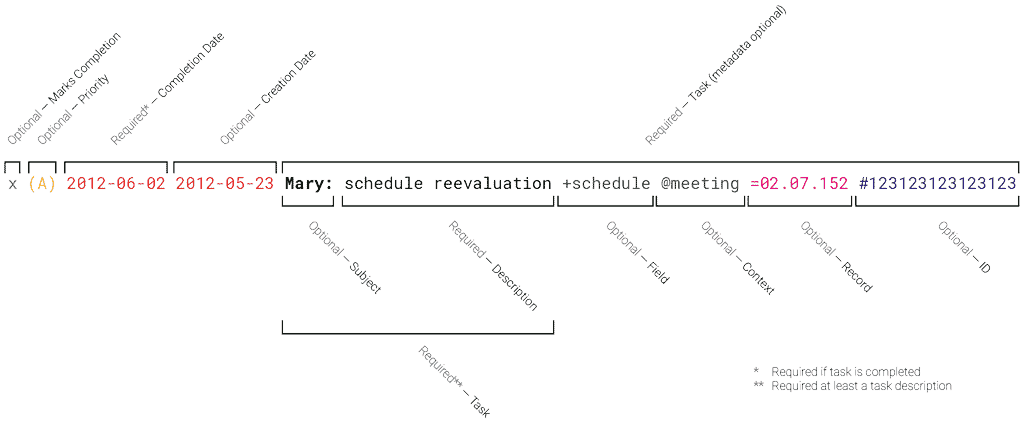 Optional – Marks Completion
Optional – Priority
Required* – Completion Date
Optional – Creation Date
Required – Task (metadata optional)
x (A) 2012-06-02 2012-05-23 Mary: schedule reevaluation +schedule @meeting =02.07.152 #123123123123123
Optional – Subject
Required – Description
Optional – Field
Optional – Context
Optional – Record
Optional – ID
Required** – Task
* Required if task is completed
** Required at least a task description